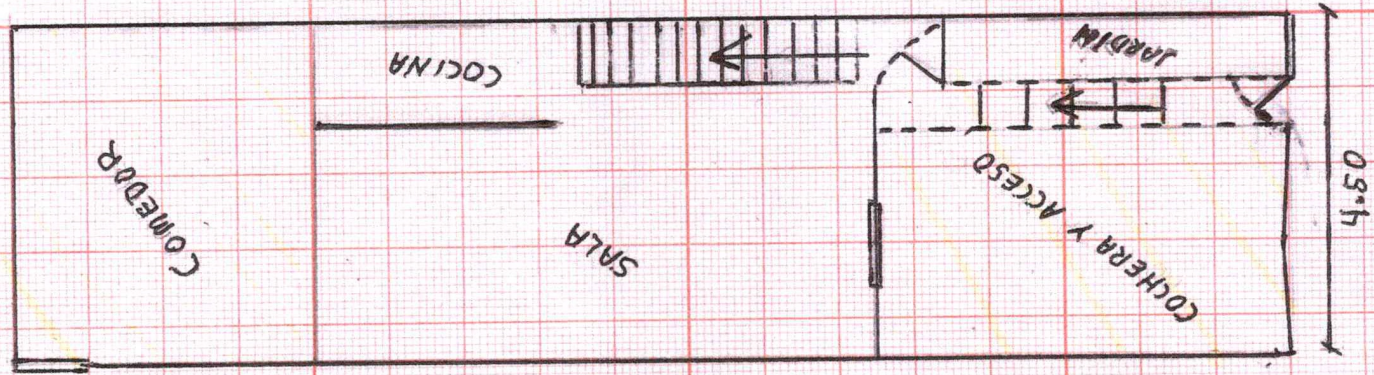 4.50
COCHERA Y ACCESO
SALA
COMEDOR
JARDIN
COCINA